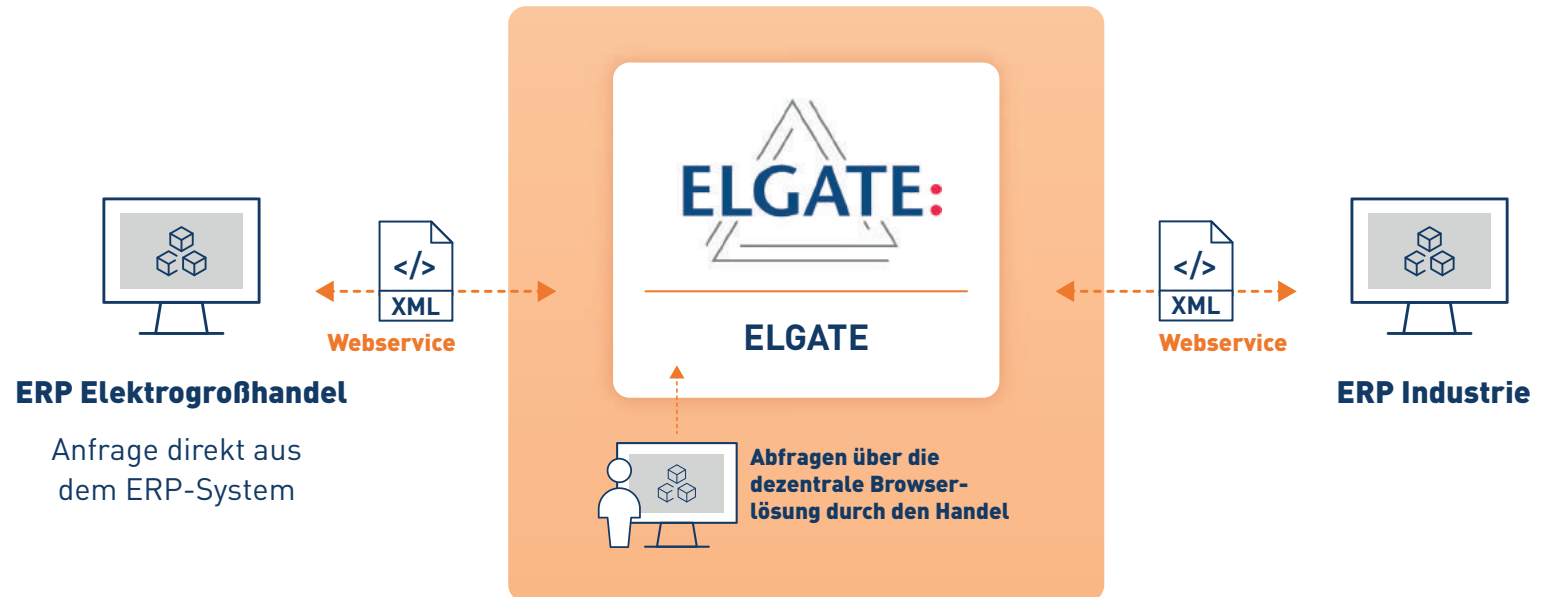 </>
XML
Webservice
ERP Elektrogroßhandel
Anfrage direkt aus
dem ERP-System
ELGATE:
ELGATE
Abfragen über die
dezentrale Browser-
lösung durch den Handel
</>
XML
Webservice
ERP Industrie